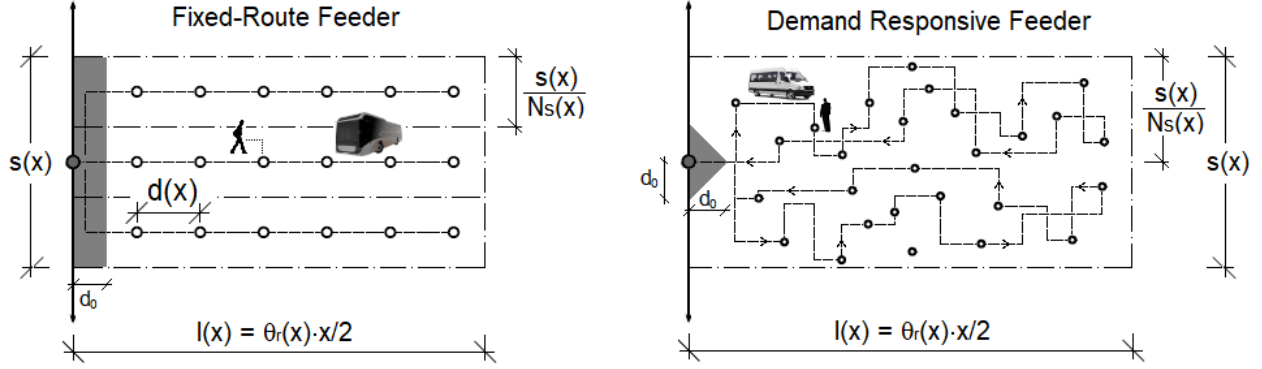 Fixed-Route Feeder
s(x)
Ns(x)
s(x)
d(x)
d₀
l(x) = θr(x)·x/2
Demand Responsive Feeder
s(x)
Ns(x)
s(x)
d₀
d₀
l(x) = θr(x)·x/2